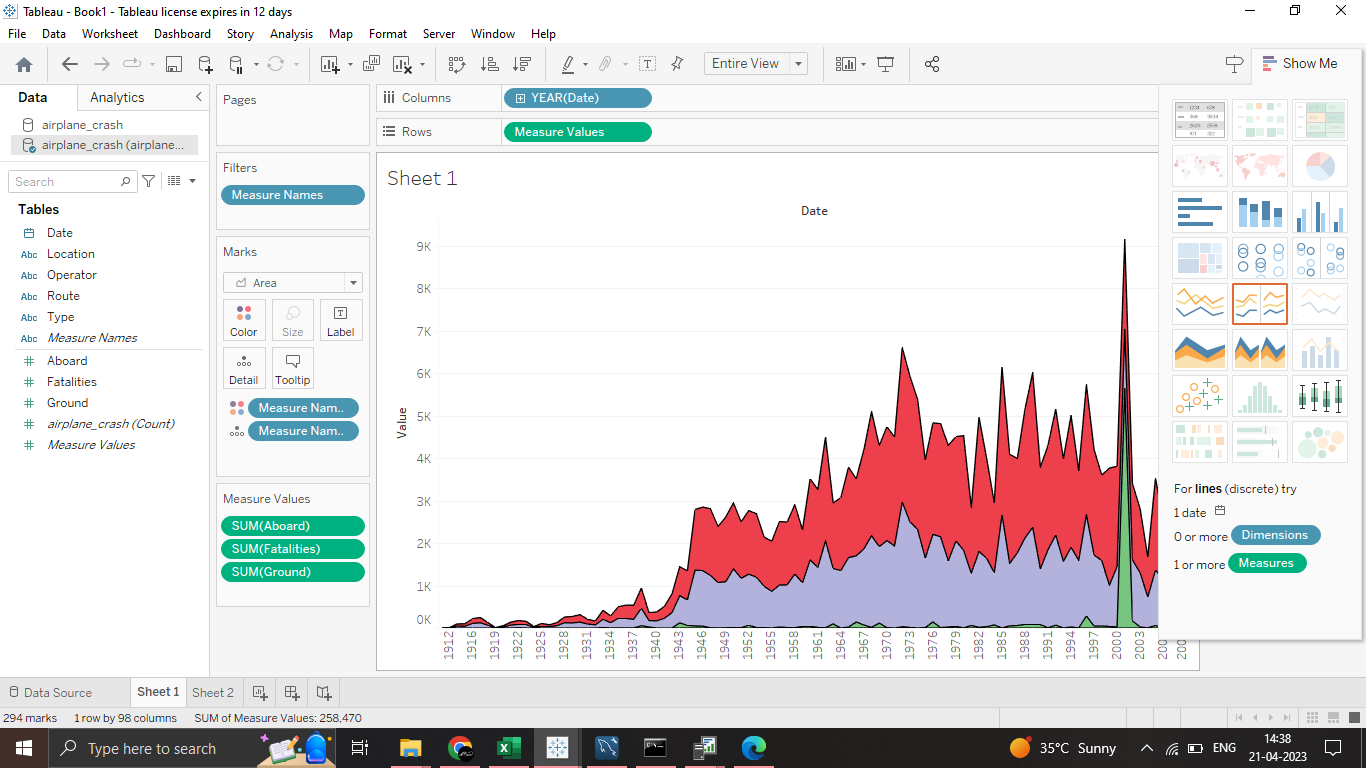 Tableau - Book1 - Tableau license expires in 12 days
File Data Worksheet Dashboard Story Analysis Map Format Server Window Help
Entire View
Show Me
Data Analytics
airplane_crash
airplane_crash (airplane...
Search
Tables
Date
Abc Location
Abc Operator
Abc Route
Abc Type
Abc Measure Names
Aboard
Fatalities
Ground
airplane_crash (Count)
Measure Values
Pages
Filters
Measure Names
Marks
Area
Color Size Label
Detail Tooltip
Measure Nam..
Measure Nam..
Measure Values
SUM(Aboard)
SUM(Fatalities)
SUM(Ground)
Columns YEAR(Date)
Rows Measure Values
Sheet 1
Date
Value
9K
8K
7K
6K
5K
4K
3K
2K
1K
0K
1912 1916 1919 1922 1925 1928 1931 1934 1937 1940 1943 1946 1949 1952 1955 1958 1961 1964 1967 1970 1973 1976 1979 1982 1985 1988 1991 1994 1997 2000 2003
For lines (discrete) try
1 date
0 or more Dimensions
1 or more Measures
Data Source Sheet 1 Sheet 2
294 marks 1 row by 98 columns SUM of Measure Values: 258,470
Type here to search
35°C Sunny
ENG
14:38
21-04-2023